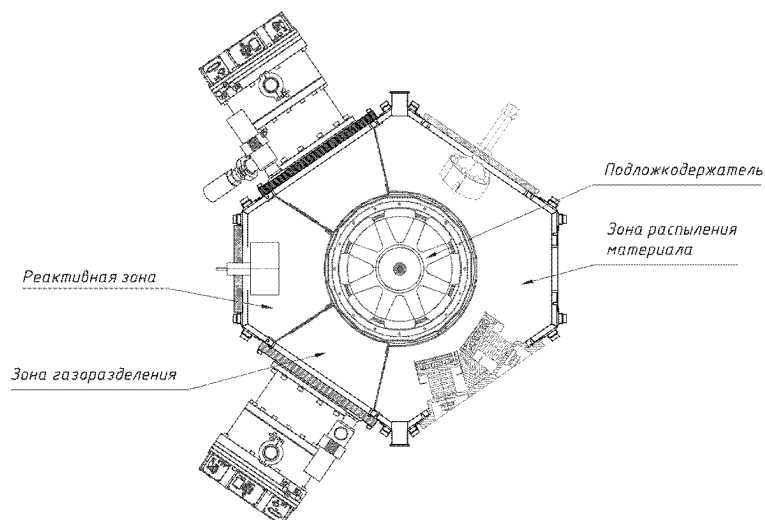 Подложкодержатель
Зона распыления
материала
Реактивная зона
Зона газоразделения